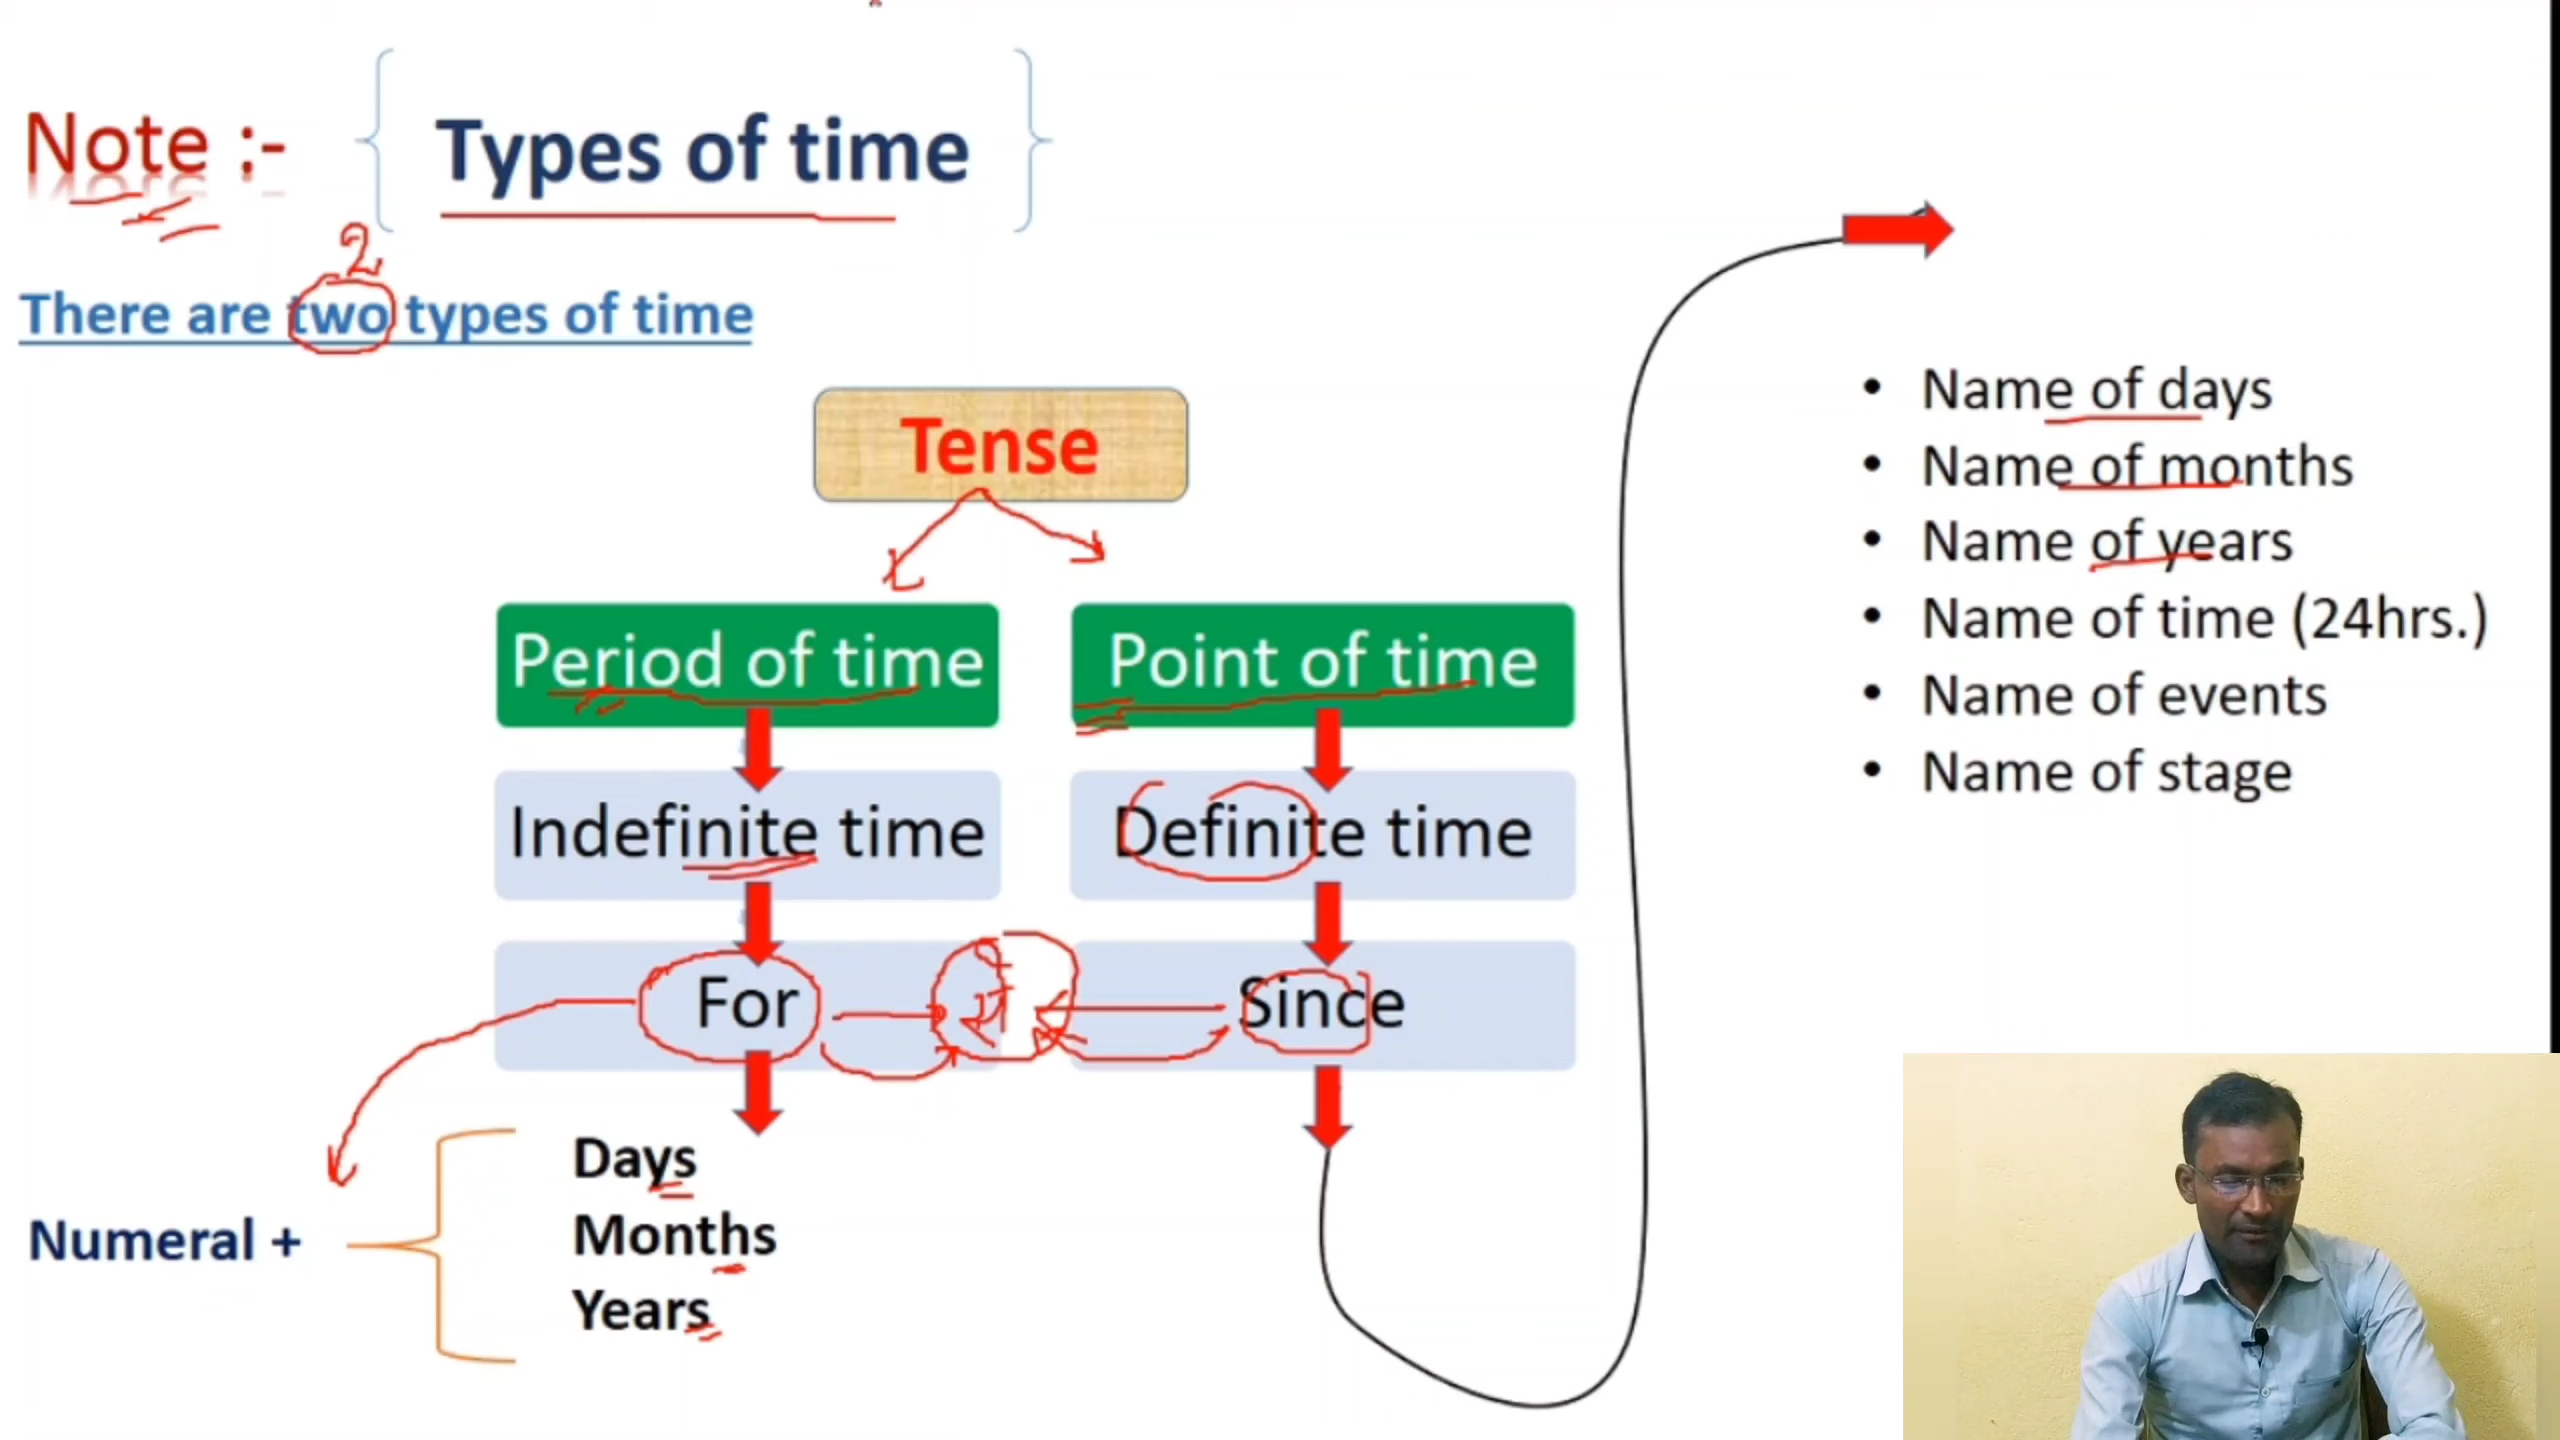 Note :- Types of time
2
There are two types of time
Tense
Period of time
Point of time
Indefinite time
Definite time
For
से
Since
Numeral +
Days
Months
Years
• Name of days
• Name of months
• Name of years
• Name of time (24hrs.)
• Name of events
• Name of stage